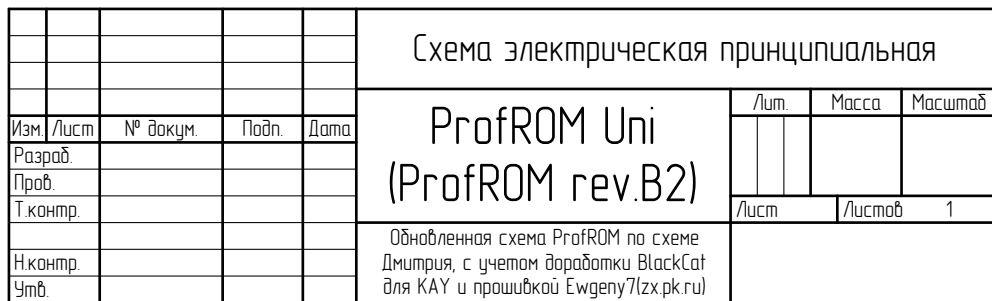 Схема электрическая принципиальная
ProfROM Uni
(ProfROM rev.B2)
Лит. Масса Масштаб
Изм. Лист № докум. Подп. Дата
Разраб.
Пров.
Т.контр.
Лист Листов 1
Н.контр.
Утв.
Обновленная схема ProfROM по схеме
Дмитрия, с учетом доработки BlackCat
для KAY и прошивкой Ewgeny7(zx.pk.ru)